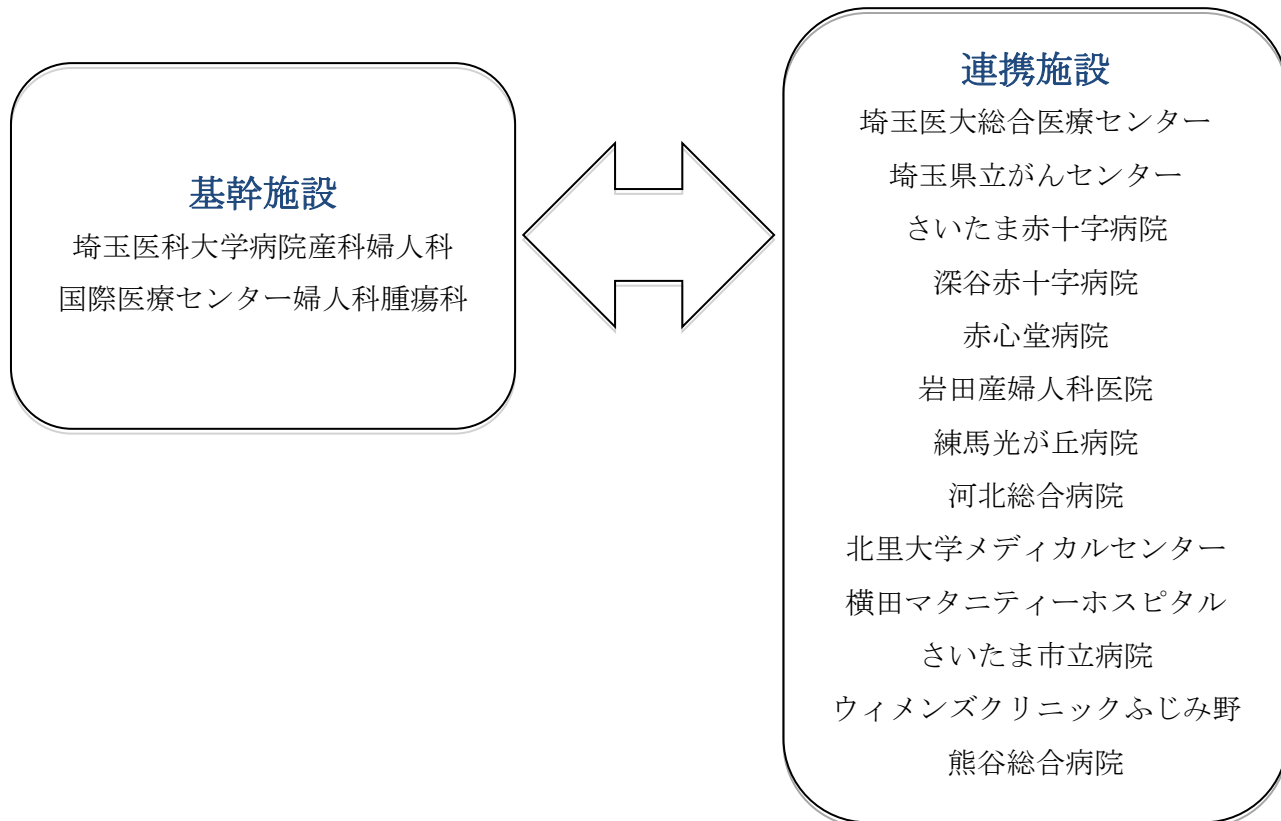 基幹施設
埼玉医科大学病院産科婦人科
国際医療センター婦人科腫瘍科
連携施設
埼玉医大総合医療センター
埼玉県立がんセンター
さいたま赤十字病院
深谷赤十字病院
赤心堂病院
岩田産婦人科医院
練馬光が丘病院
河北総合病院
北里大学メディカルセンター
横田マタニティーホスピタル
さいたま市立病院
ウィメンズクリニックふじみ野
熊谷総合病院